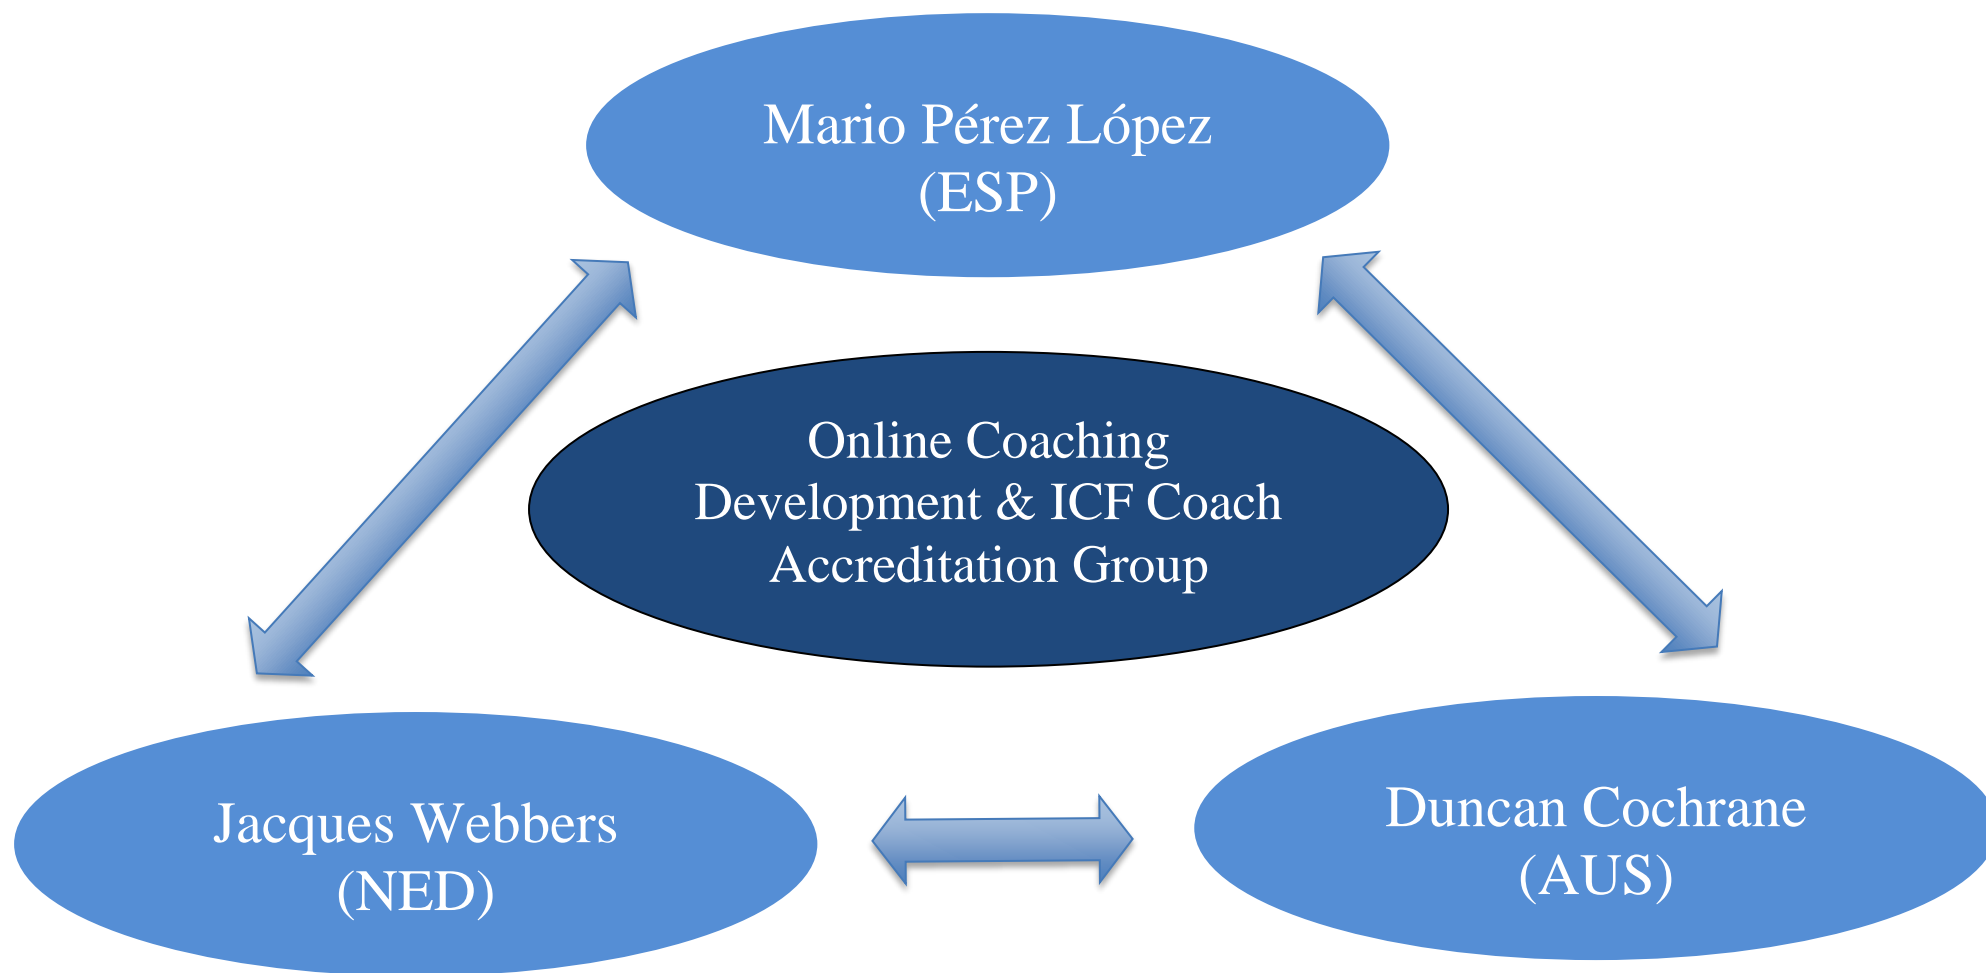 Mario Pérez López
(ESP)
Online Coaching
Development & ICF Coach
Accreditation Group
Jacques Webbers
(NED)
Duncan Cochrane
(AUS)